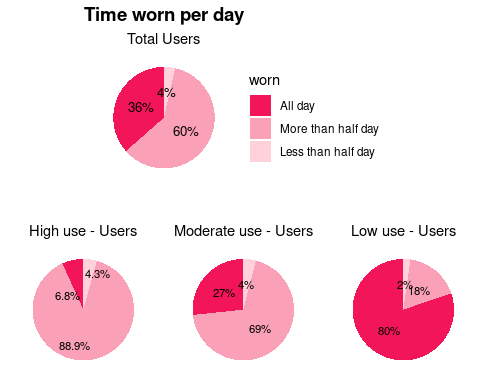 Time worn per day
Total Users
4%
36%
60%
worn
All day
More than half day
Less than half day
High use - Users
4.3%
6.8%
88.9%
Moderate use - Users
4%
27%
69%
Low use - Users
2%
18%
80%